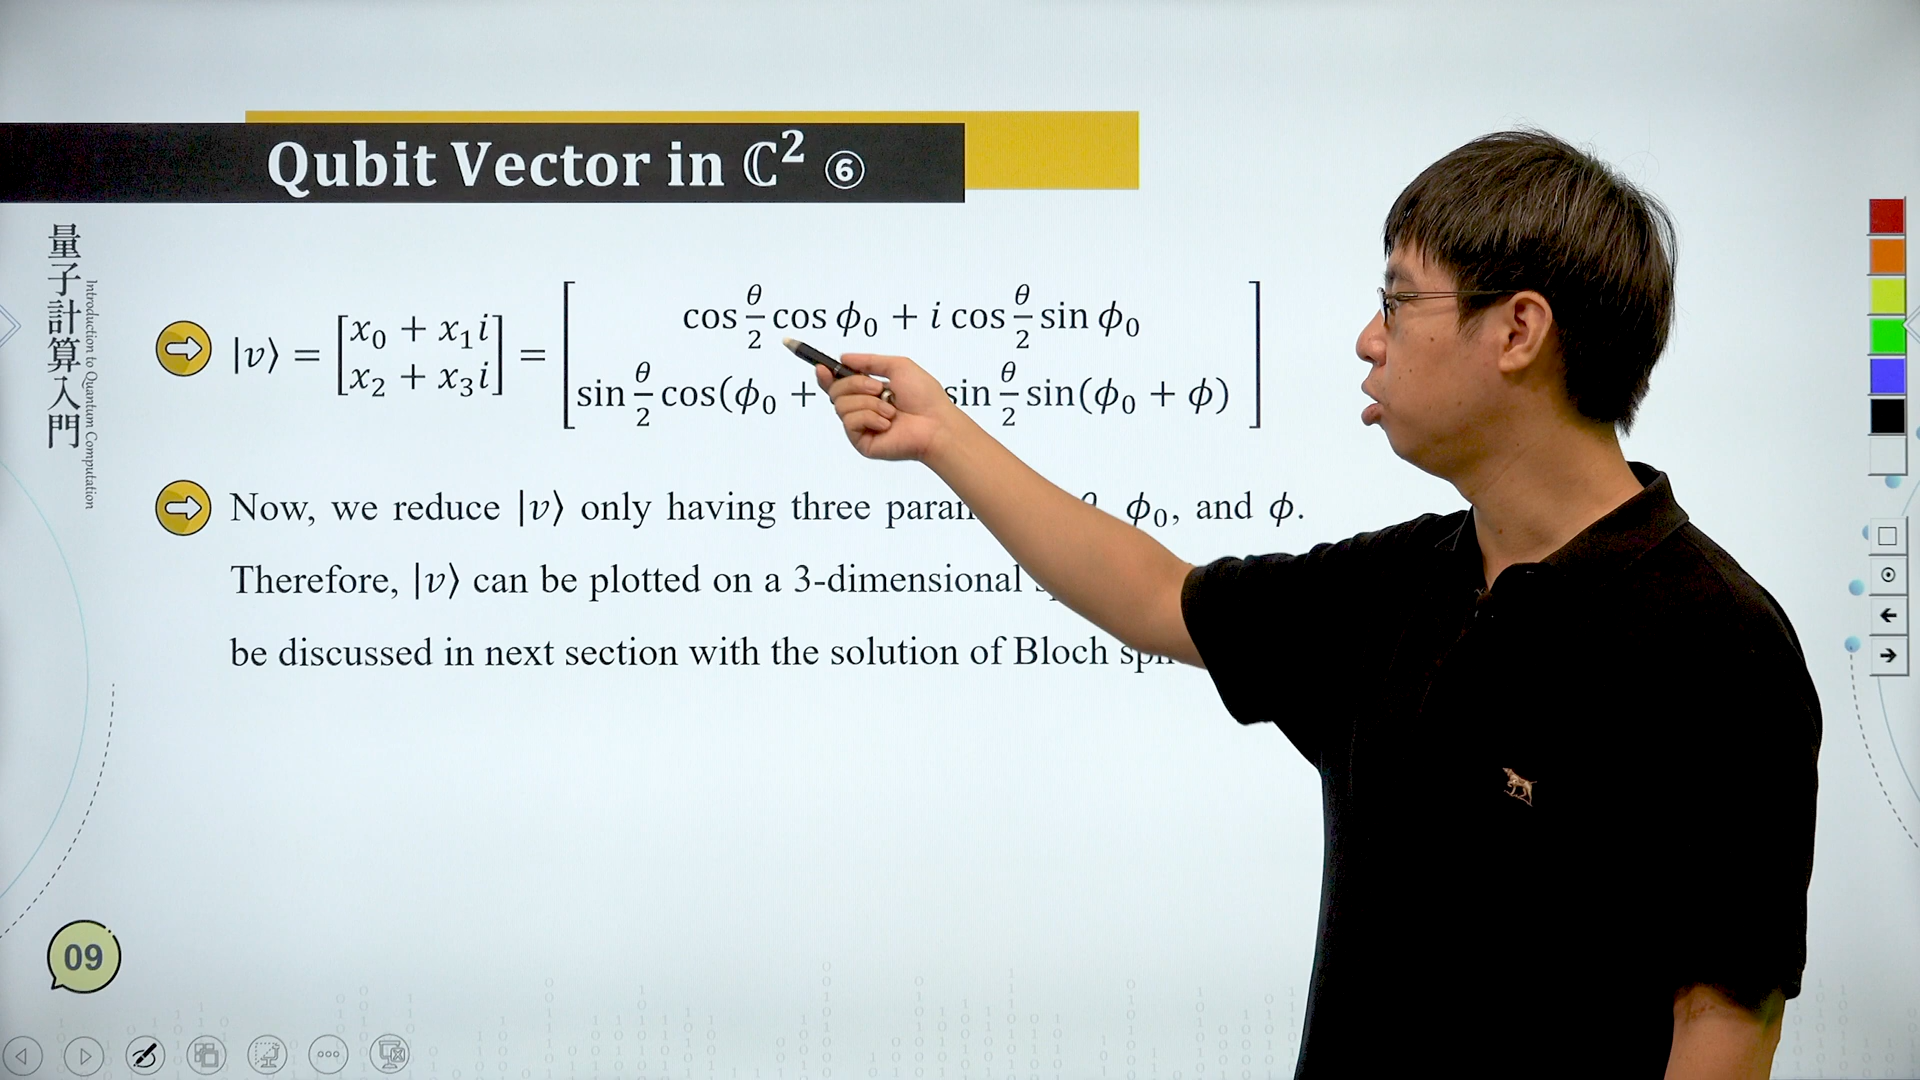 Qubit Vector in ℂ² ⑥
量子計算入門
Introduction to Quantum Computation
|v⟩ = [x₀ + x₁i; x₂ + x₃i] = [cos θ/2 cos ϕ₀ + i cos θ/2 sin ϕ₀; sin θ/2 cos(ϕ₀ + sin θ/2 sin(ϕ₀ + ϕ)]
Now, we reduce |v⟩ only having three ϕ₀, and ϕ.
Therefore, |v⟩ can be plotted on a 3-dimensional
be discussed in next section with the solution of Bloch
09